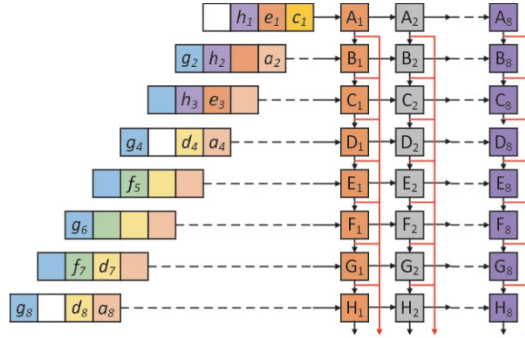 h1 e1 c1 A1 A2 A8
g2 h2 a2 B1 B2 B8
h3 e3 C1 C2 C8
g4 d4 a4 D1 D2 D8
f5 E1 E2 E8
g6 F1 F2 F8
f7 d7 G1 G2 G8
g8 d8 a8 H1 H2 H8